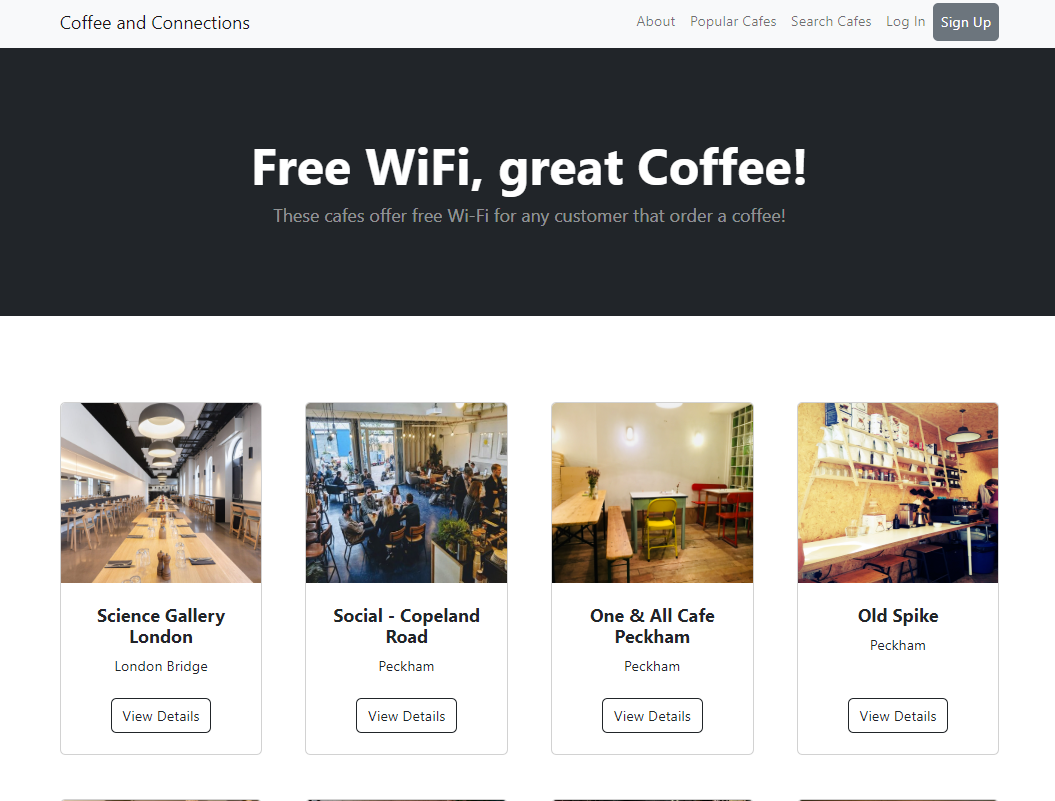 Coffee and Connections
About Popular Cafes Search Cafes Log In Sign Up
Free WiFi, great Coffee!
These cafes offer free Wi-Fi for any customer that order a coffee!
Science Gallery
London
London Bridge
View Details
Social - Copeland
Road
Peckham
View Details
One & All Cafe
Peckham
Peckham
View Details
Old Spike
Peckham
View Details